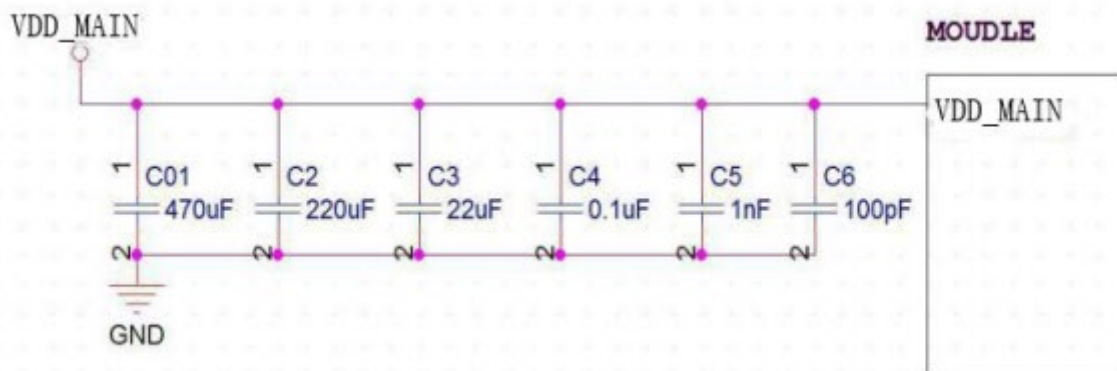 VDD_MAIN
MOUDLE
VDD_MAIN
1 C01 470uF 2
1 C2 220uF 2
1 C3 22uF 2
1 C4 0.1uF 2
1 C5 1nF 2
1 C6 100pF 2
GND